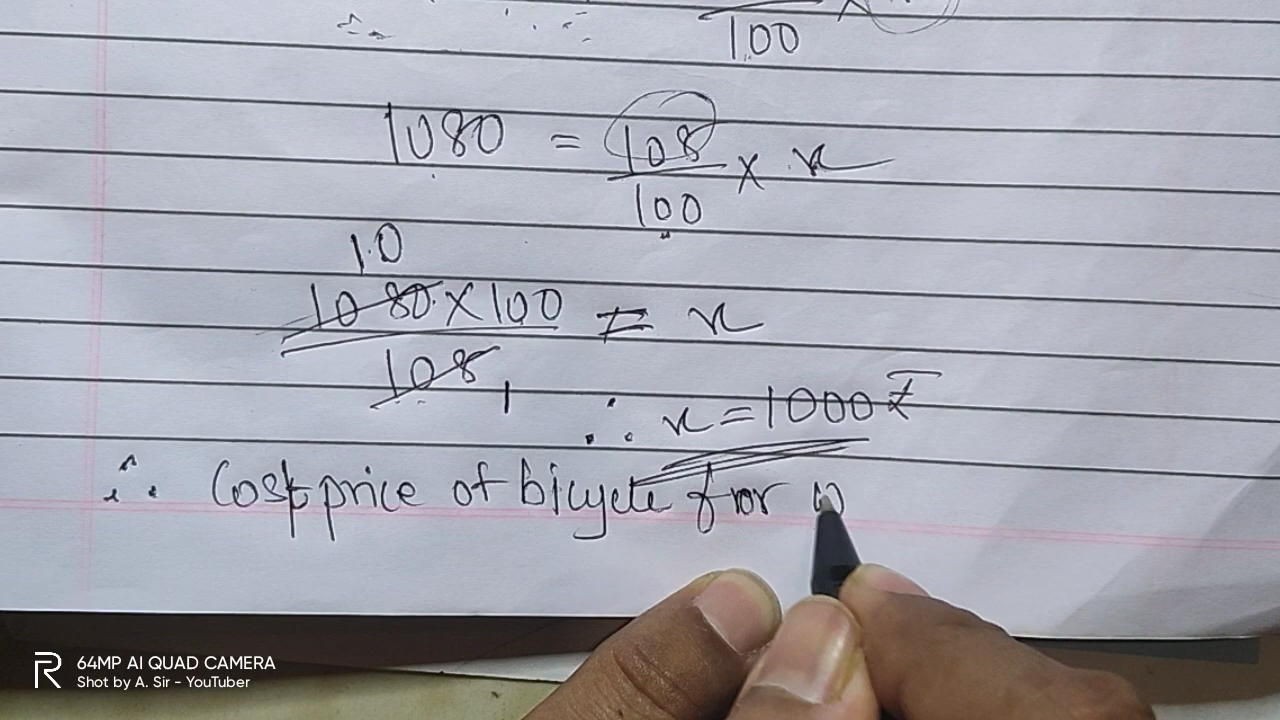 100
1080 = 108/100 × x
10
1080 × 100 / 108 = x
1
∴ x = 1000 ₹
∴ Cost price of bicycle for
64MP AI QUAD CAMERA
Shot by A. Sir - YouTuber